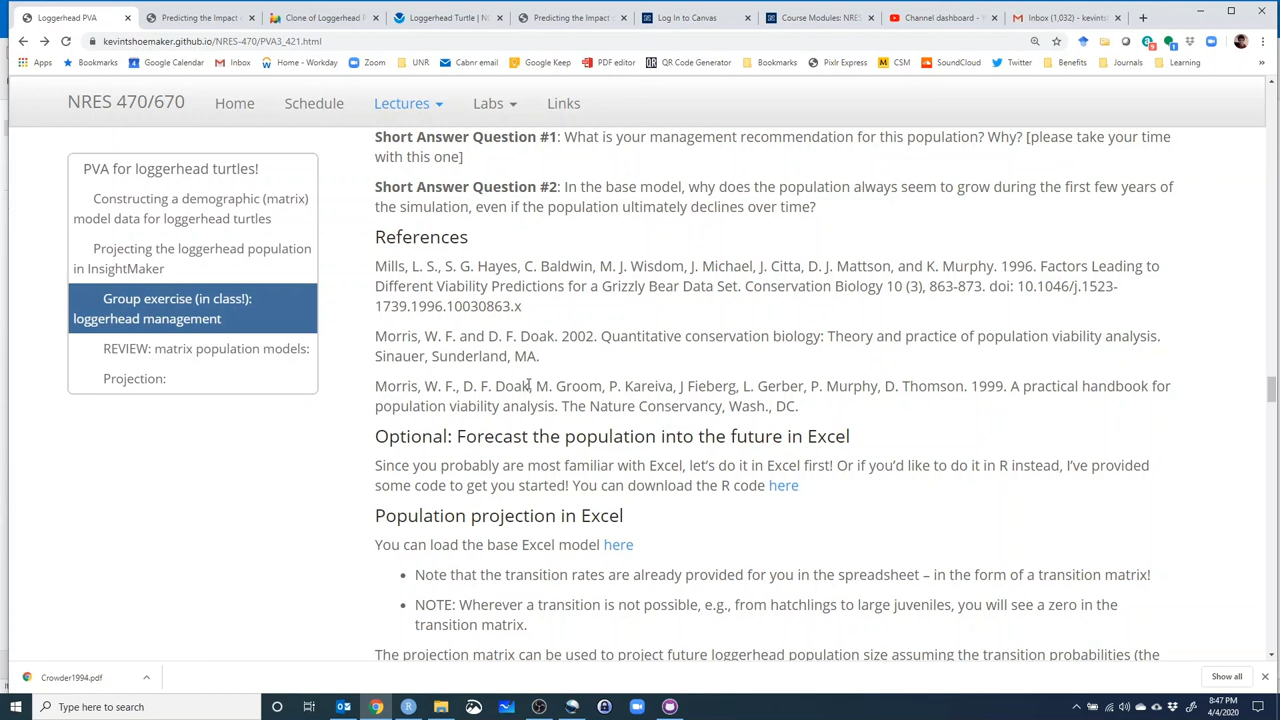 Loggerhead PVA
Predicting the Impact o
Clone of Loggerhead P
Loggerhead Turtle | N
Predicting the Impact o
Log In to Canvas
Course Modules: NRES
Channel dashboard - Y
Inbox (1,032) - kevints
kevintshoemaker.github.io/NRES-470/PVA3_421.html
Apps
Bookmarks
Google Calendar
Inbox
Home - Workday
Zoom
UNR
Cabnr email
Google Keep
PDF editor
QR Code Generator
Bookmarks
Pixlr Express
CSM
SoundCloud
Twitter
Benefits
Journals
Learning
NRES 470/670
Home
Schedule
Lectures
Labs
Links
PVA for loggerhead turtles!
Constructing a demographic (matrix)
model data for loggerhead turtles
Projecting the loggerhead population
in InsightMaker
Group exercise (in class!):
loggerhead management
REVIEW: matrix population models:
Projection:
Short Answer Question #1: What is your management recommendation for this population? Why? [please take your time
with this one]
Short Answer Question #2: In the base model, why does the population always seem to grow during the first few years of
the simulation, even if the population ultimately declines over time?
References
Mills, L. S., S. G. Hayes, C. Baldwin, M. J. Wisdom, J. Michael, J. Citta, D. J. Mattson, and K. Murphy. 1996. Factors Leading to
Different Viability Predictions for a Grizzly Bear Data Set. Conservation Biology 10 (3), 863-873. doi: 10.1046/j.1523-
1739.1996.10030863.x
Morris, W. F. and D. F. Doak. 2002. Quantitative conservation biology: Theory and practice of population viability analysis.
Sinauer, Sunderland, MA.
Morris, W. F., D. F. Doak, M. Groom, P. Kareiva, J Fieberg, L. Gerber, P. Murphy, D. Thomson. 1999. A practical handbook for
population viability analysis. The Nature Conservancy, Wash., DC.
Optional: Forecast the population into the future in Excel
Since you probably are most familiar with Excel, let's do it in Excel first! Or if you'd like to do it in R instead, I've provided
some code to get you started! You can download the R code here
Population projection in Excel
You can load the base Excel model here
• Note that the transition rates are already provided for you in the spreadsheet – in the form of a transition matrix!
• NOTE: Wherever a transition is not possible, e.g., from hatchlings to large juveniles, you will see a zero in the
transition matrix.
The projection matrix can be used to project future loggerhead population size assuming the transition probabilities (the
Crowder1994.pdf
Show all
Type here to search
8:47 PM
4/4/2020